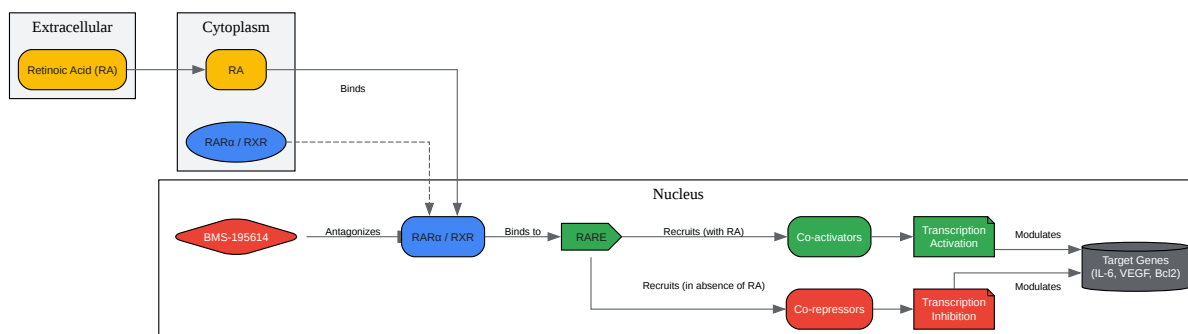 Extracellular
Cytoplasm
Retinoic Acid (RA)
RA
Binds
RARα / RXR
Nucleus
BMS-195614
Antagonizes
RARα / RXR
Binds to
RARE
Recruits (with RA)
Co-activators
Transcription
Activation
Modulates
Target Genes
(IL-6, VEGF, Bcl2)
Recruits (in absence of RA)
Co-repressors
Transcription
Inhibition
Modulates